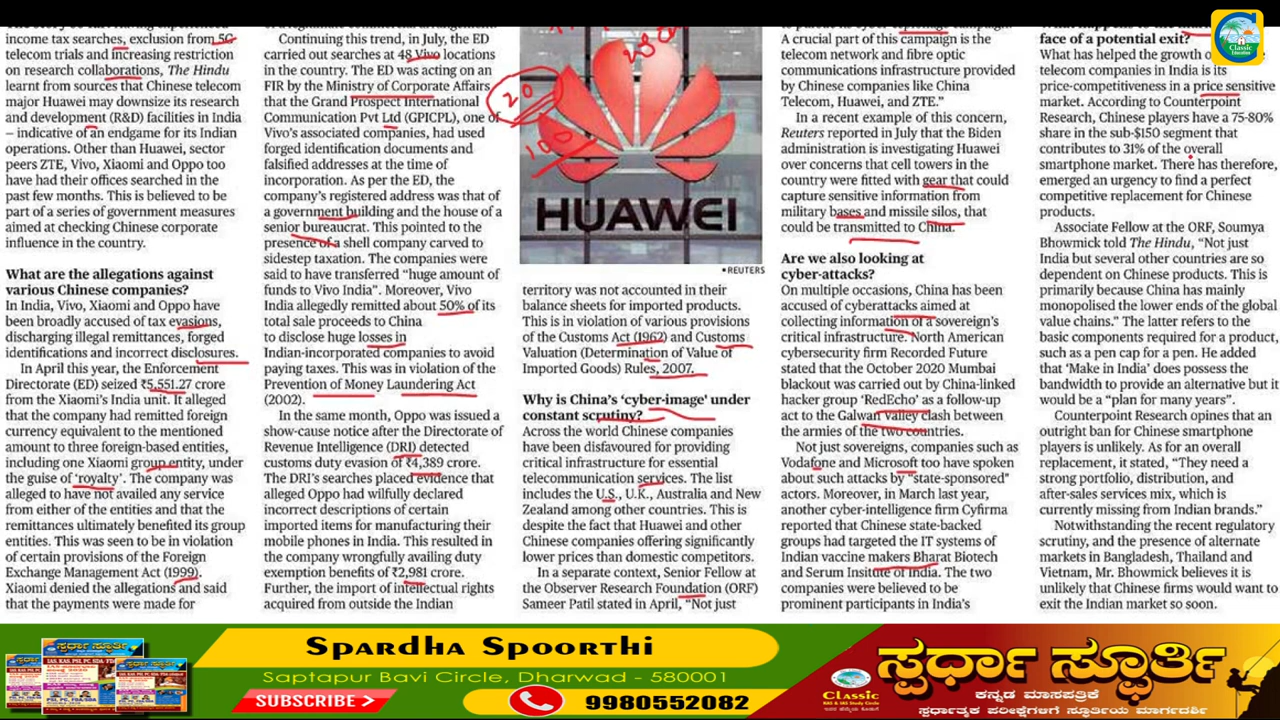 income tax searches, exclusion from 5G
telecom trials and increasing restriction
on research collaborations, The Hindu
learnt from sources that Chinese telecom
major Huawei may downsize its research
and development (R&D) facilities in India
— indicative of an endgame for its Indian
operations. Other than Huawei, sector
peers ZTE, Vivo, Xiaomi and Oppo too
have had their offices searched in the
past few months. This is believed to be
part of a series of government measures
aimed at checking Chinese corporate
influence in the country.
What are the allegations against
various Chinese companies?
In India, Vivo, Xiaomi and Oppo have
been broadly accused of tax evasions,
discharging illegal remittances, forged
identifications and incorrect disclosures.
In April this year, the Enforcement
Directorate (ED) seized ₹5,551.27 crore
from the Xiaomi's India unit. It alleged
that the company had remitted foreign
currency equivalent to the mentioned
amount to three foreign-based entities,
including one Xiaomi group entity, under
the guise of 'royalty'. The company was
alleged to have not availed any service
from either of the entities and that the
remittances ultimately benefited its group
entities. This was seen to be in violation
of certain provisions of the Foreign
Exchange Management Act (1999).
Xiaomi denied the allegations and said
that the payments were made for
Continuing this trend, in July, the ED
carried out searches at 48 Vivo locations
in the country. The ED was acting on an
FIR by the Ministry of Corporate Affairs
that the Grand Prospect International
Communication Pvt Ltd (GPICPL), one of
Vivo's associated companies, had used
forged identification documents and
falsified addresses at the time of
incorporation. As per the ED, the
company's registered address was that of
a government building and the house of a
senior bureaucrat. This pointed to the
presence of a shell company carved to
sidestep taxation. The companies were
said to have transferred "huge amount of
funds to Vivo India". Moreover, Vivo
India allegedly remitted about 50% of its
total sale proceeds to China
to disclose huge losses in
Indian-incorporated companies to avoid
paying taxes. This was in violation of the
Prevention of Money Laundering Act
(2002).
In the same month, Oppo was issued a
show-cause notice after the Directorate of
Revenue Intelligence (DRI) detected
customs duty evasion of ₹4,389 crore.
The DRI's searches placed evidence that
alleged Oppo had wilfully declared
incorrect descriptions of certain
imported items for manufacturing their
mobile phones in India. This resulted in
the company wrongfully availing duty
exemption benefits of ₹2,981 crore.
Further, the import of intellectual rights
acquired from outside the Indian
20
100
HUAWEI
• REUTERS
territory was not accounted in their
balance sheets for imported products.
This is in violation of various provisions
of the Customs Act (1962) and Customs
Valuation (Determination of Value of
Imported Goods) Rules, 2007.
Why is China's 'cyber-image' under
constant scrutiny?
Across the world Chinese companies
have been disfavoured for providing
critical infrastructure for essential
telecommunication services. The list
includes the U.S., U.K., Australia and New
Zealand among other countries. This is
despite the fact that Huawei and other
Chinese companies offering significantly
lower prices than domestic competitors.
In a separate context, Senior Fellow at
the Observer Research Foundation (ORF)
Sameer Patil stated in April, "Not just
A crucial part of this campaign is the
telecom network and fibre optic
communications infrastructure provided
by Chinese companies like China
Telecom, Huawei, and ZTE."
In a recent example of this concern,
Reuters reported in July that the Biden
administration is investigating Huawei
over concerns that cell towers in the
country were fitted with gear that could
capture sensitive information from
military bases and missile silos, that
could be transmitted to China.
Are we also looking at
cyber-attacks?
On multiple occasions, China has been
accused of cyberattacks aimed at
collecting information of a sovereign's
critical infrastructure. North American
cybersecurity firm Recorded Future
stated that the October 2020 Mumbai
blackout was carried out by China-linked
hacker group 'RedEcho' as a follow-up
act to the Galwan Valley clash between
the armies of the two countries.
Not just sovereigns, companies such as
Vodafone and Microsoft too have spoken
about such attacks by "state-sponsored"
actors. Moreover, in March last year,
another cyber-intelligence firm Cyfirma
reported that Chinese state-backed
groups had targeted the IT systems of
Indian vaccine makers Bharat Biotech
and Serum Insitute of India. The two
companies were believed to be
prominent participants in India's
face of a potential exit?
What has helped the growth of
telecom companies in India is its
price-competitiveness in a price sensitive
market. According to Counterpoint
Research, Chinese players have a 75-80%
share in the sub-$150 segment that
contributes to 31% of the overall
smartphone market. There has therefore,
emerged an urgency to find a perfect
competitive replacement for Chinese
products.
Associate Fellow at the ORF, Soumya
Bhowmick told The Hindu, "Not just
India but several other countries are so
dependent on Chinese products. This is
primarily because China has mainly
monopolised the lower ends of the global
value chains." The latter refers to the
basic components required for a product,
such as a pen cap for a pen. He added
that 'Make in India' does possess the
bandwidth to provide an alternative but it
would be a "plan for many years".
Counterpoint Research opines that an
outright ban for Chinese smartphone
players is unlikely. As for an overall
replacement, it stated, "They need a
strong portfolio, distribution, and
after-sales services mix, which is
currently missing from Indian brands."
Notwithstanding the recent regulatory
scrutiny, and the presence of alternate
markets in Bangladesh, Thailand and
Vietnam, Mr. Bhowmick believes it is
unlikely that Chinese firms would want to
exit the Indian market so soon.
Classic
Education
Spardha Spoorthi
Saptapur Bavi Circle, Dharwad - 580001
SUBSCRIBE
9980552082
ಸ್ಪರ್ಧಾ ಸ್ಫೂರ್ತಿ
ಕನ್ನಡ ಮಾಸಪತ್ರಿಕೆ
ಸ್ಪರ್ಧಾತ್ಮಕ ಪರೀಕ್ಷೆಗಳಿಗೆ ಸ್ಫೂರ್ತಿಯ ಮಾರ್ಗದರ್ಶಿ
Classic
IAS & KAS Study Circle